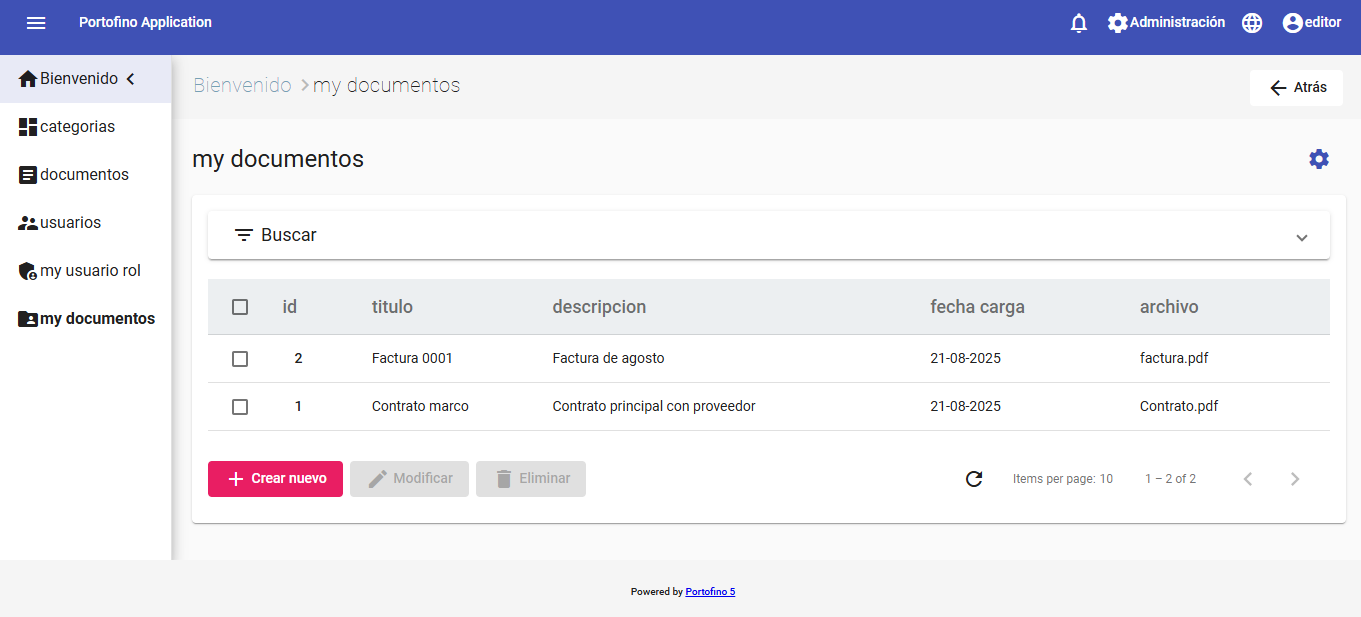 Portofino Application
Administración
editor
Bienvenido
categorias
documentos
usuarios
my usuario rol
my documentos
Bienvenido my documentos
Atrás
my documentos
Buscar
id titulo descripcion fecha carga archivo
2 Factura 0001 Factura de agosto 21-08-2025 factura.pdf
1 Contrato marco Contrato principal con proveedor 21-08-2025 Contrato.pdf
Crear nuevo Modificar Eliminar Items per page: 10 1 – 2 of 2
Powered by Portofino 5